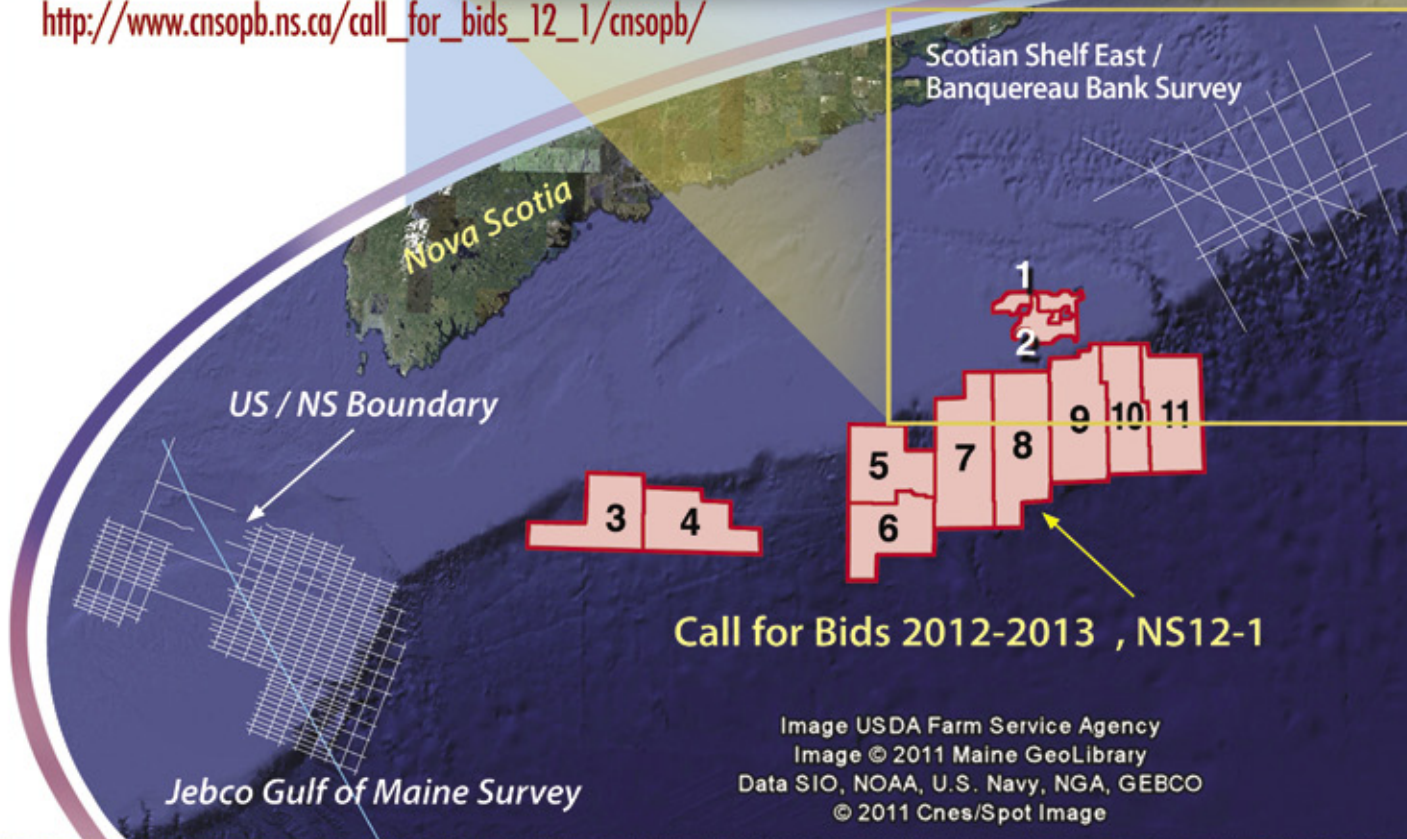 http://www.cnsopb.ns.ca/call_for_bids_12_1/cnsopb/
Scotian Shelf East /
Banquereau Bank Survey
Nova Scotia
1
2
US / NS Boundary
3
4
5
6
7
8
9
10
11
Call for Bids 2012-2013 , NS12-1
Image USDA Farm Service Agency
Image © 2011 Maine GeoLibrary
Data SIO, NOAA, U.S. Navy, NGA, GEBCO
© 2011 Cnes/Spot Image
Jebco Gulf of Maine Survey